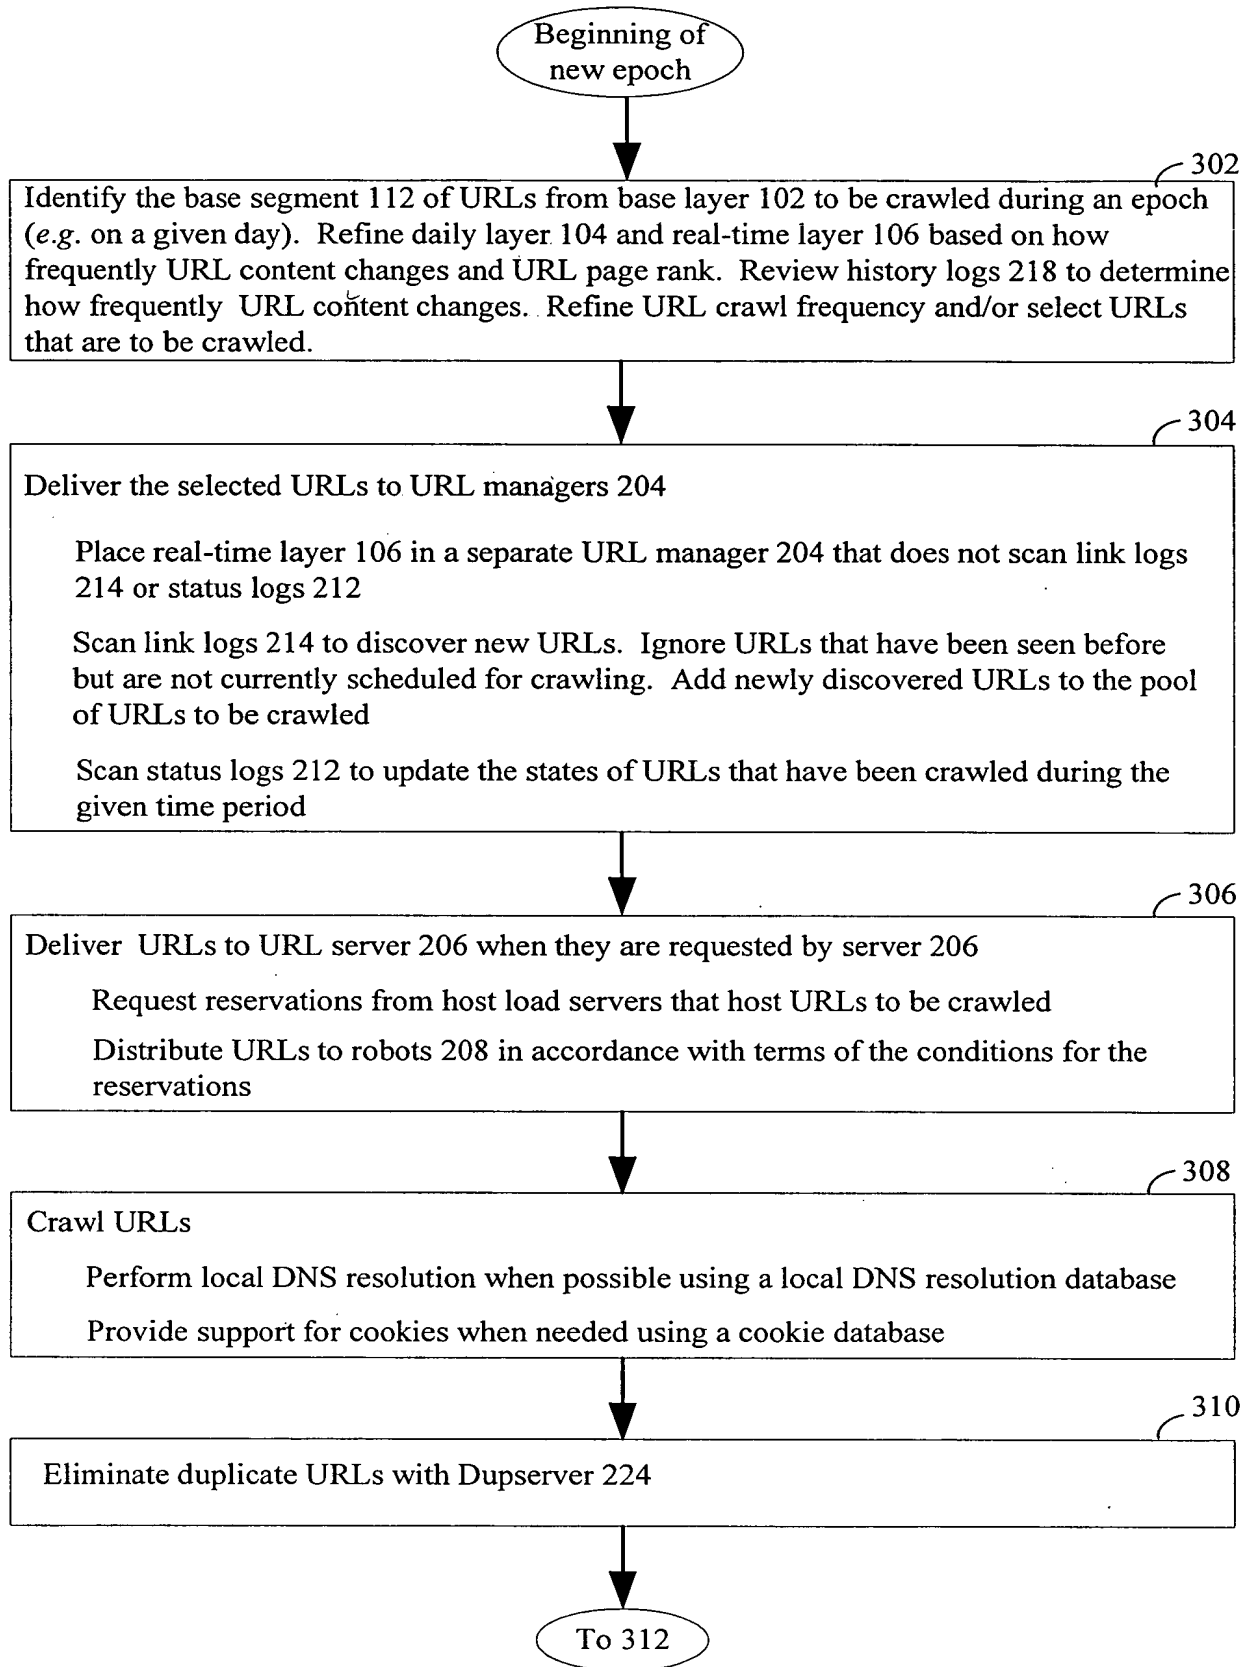 Beginning of
new epoch
302
Identify the base segment 112 of URLs from base layer 102 to be crawled during an epoch
(e.g. on a given day). Refine daily layer 104 and real-time layer 106 based on how
frequently URL content changes and URL page rank. Review history logs 218 to determine
how frequently URL content changes. Refine URL crawl frequency and/or select URLs
that are to be crawled.
304
Deliver the selected URLs to URL managers 204
Place real-time layer 106 in a separate URL manager 204 that does not scan link logs
214 or status logs 212
Scan link logs 214 to discover new URLs. Ignore URLs that have been seen before
but are not currently scheduled for crawling. Add newly discovered URLs to the pool
of URLs to be crawled
Scan status logs 212 to update the states of URLs that have been crawled during the
given time period
306
Deliver URLs to URL server 206 when they are requested by server 206
Request reservations from host load servers that host URLs to be crawled
Distribute URLs to robots 208 in accordance with terms of the conditions for the
reservations
308
Crawl URLs
Perform local DNS resolution when possible using a local DNS resolution database
Provide support for cookies when needed using a cookie database
310
Eliminate duplicate URLs with Dupserver 224
To 312